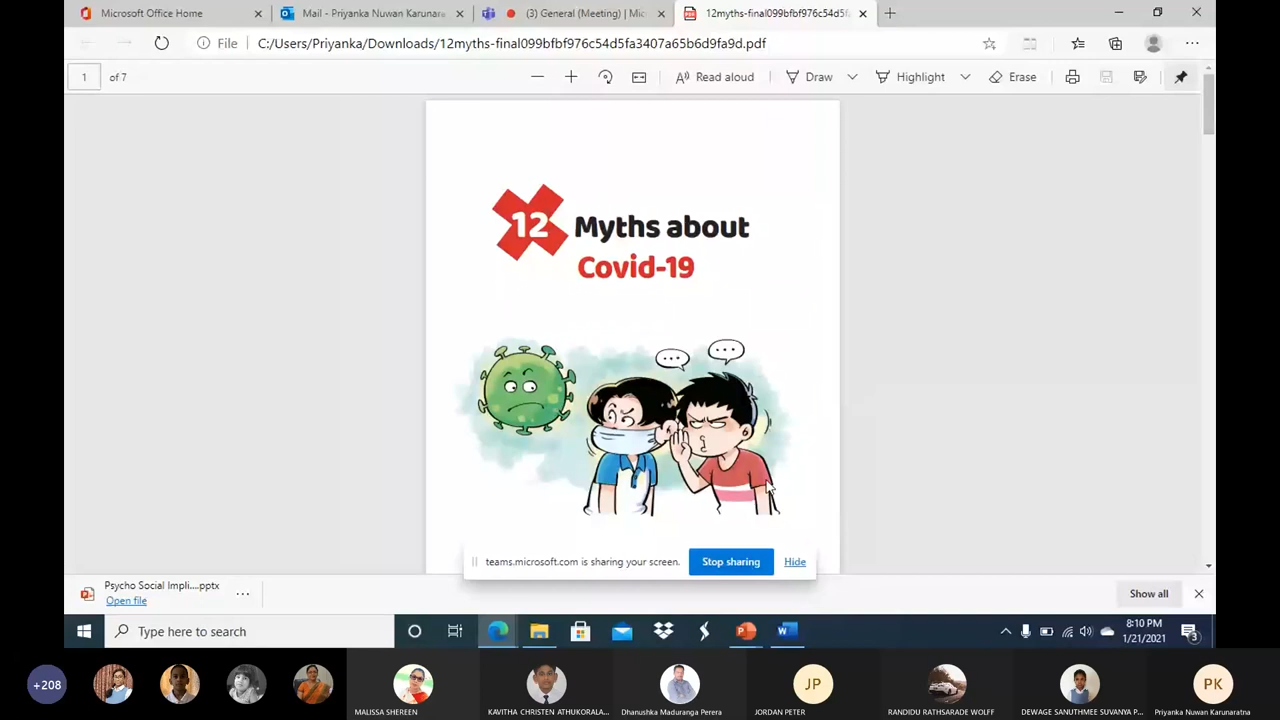 Microsoft Office Home
Mail - Priyanka Nuwan Karunare
(3) General (Meeting) | Mic
12myths-final099bfbf976c54d5fa
File
C:/Users/Priyanka/Downloads/12myths-final099bfbf976c54d5fa3407a65b6d9fa9d.pdf
1 of 7
Read aloud
Draw
Highlight
Erase
12 Myths about
Covid-19
teams.microsoft.com is sharing your screen.
Stop sharing
Hide
Psycho Social Impli....pptx
Open file
Show all
Type here to search
8:10 PM
1/21/2021
3
+208
JP
PK
MALISSA SHEREEN
KAVITHA CHRISTEN ATHUKORALA...
Dhanushka Maduranga Perera
JORDAN PETER
RANDIDU RATHSARADE WOLFF
DEWAGE SANUTHMEE SUVANYA P...
Priyanka Nuwan Karunaratna